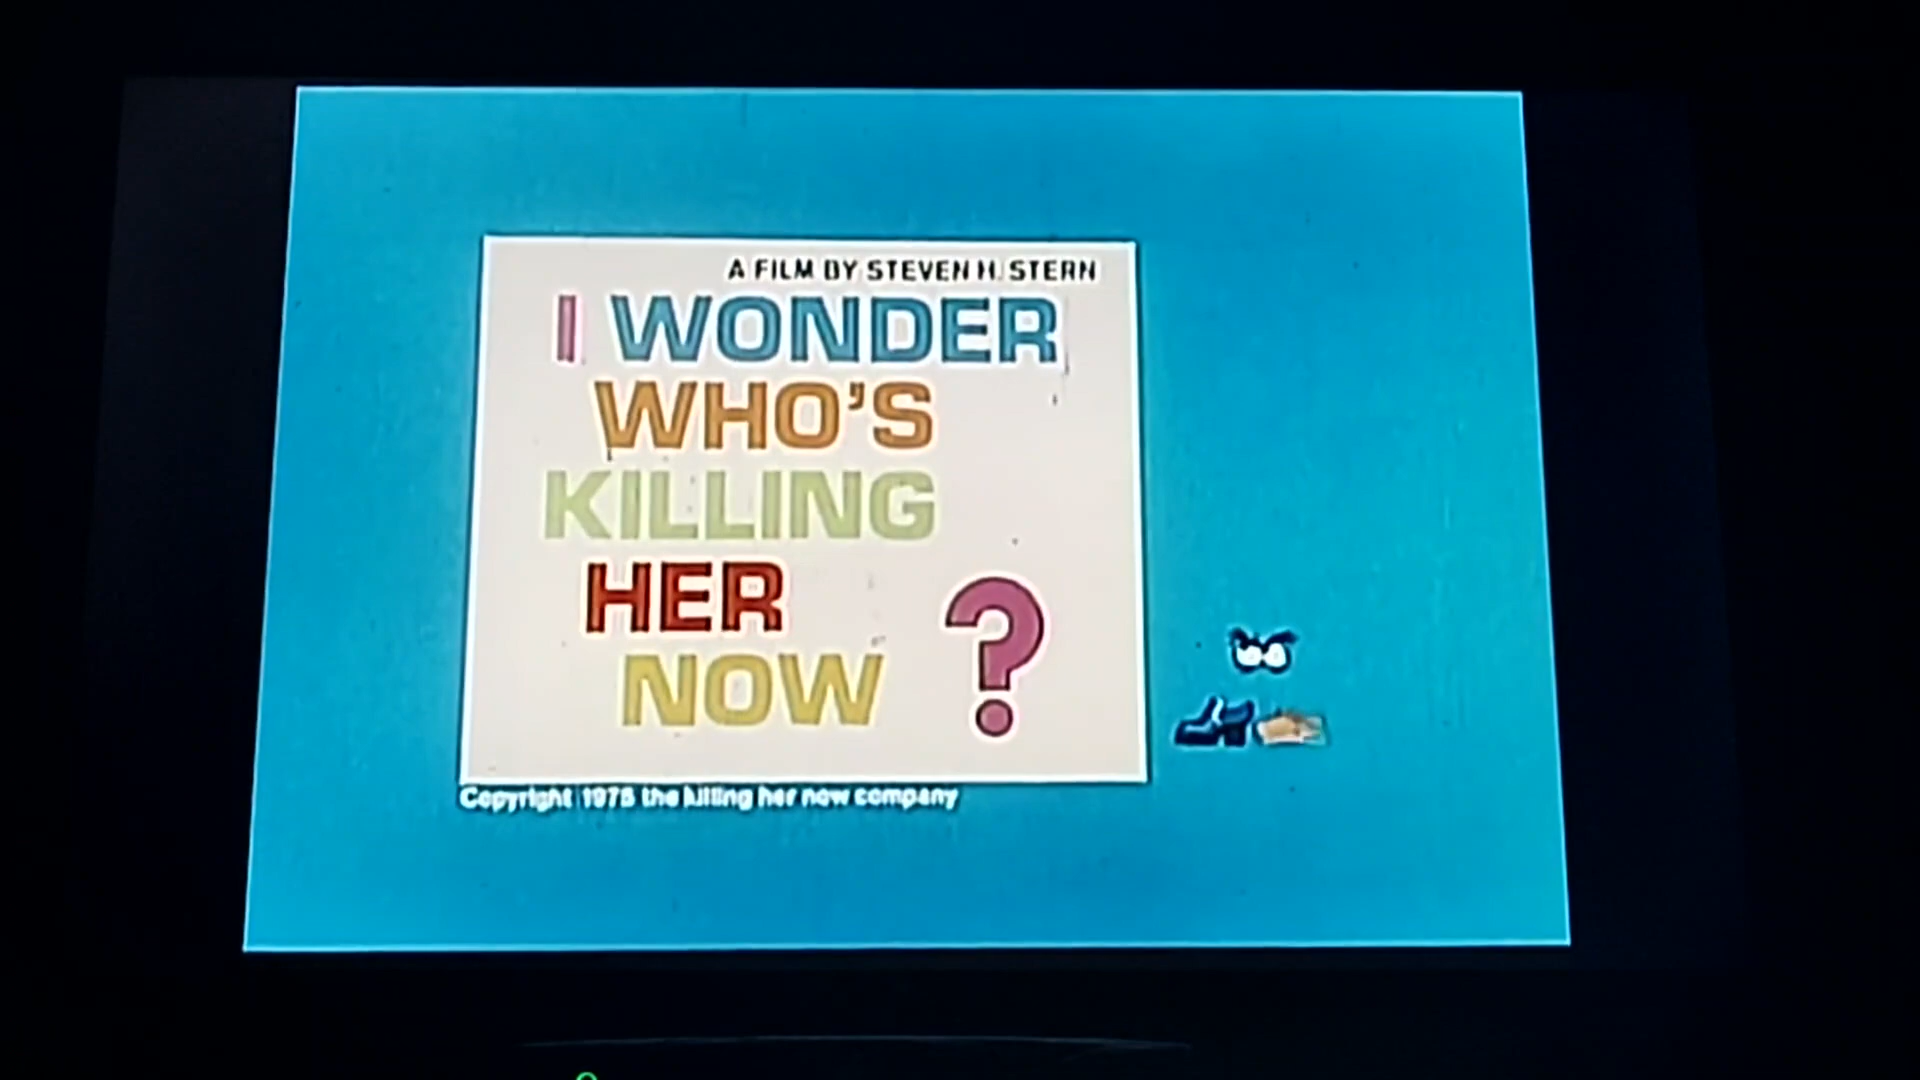 A FILM BY STEVEN H. STERN
I WONDER
WHO'S
KILLING
HER
NOW ?
Copyright 1975 the killing her now company